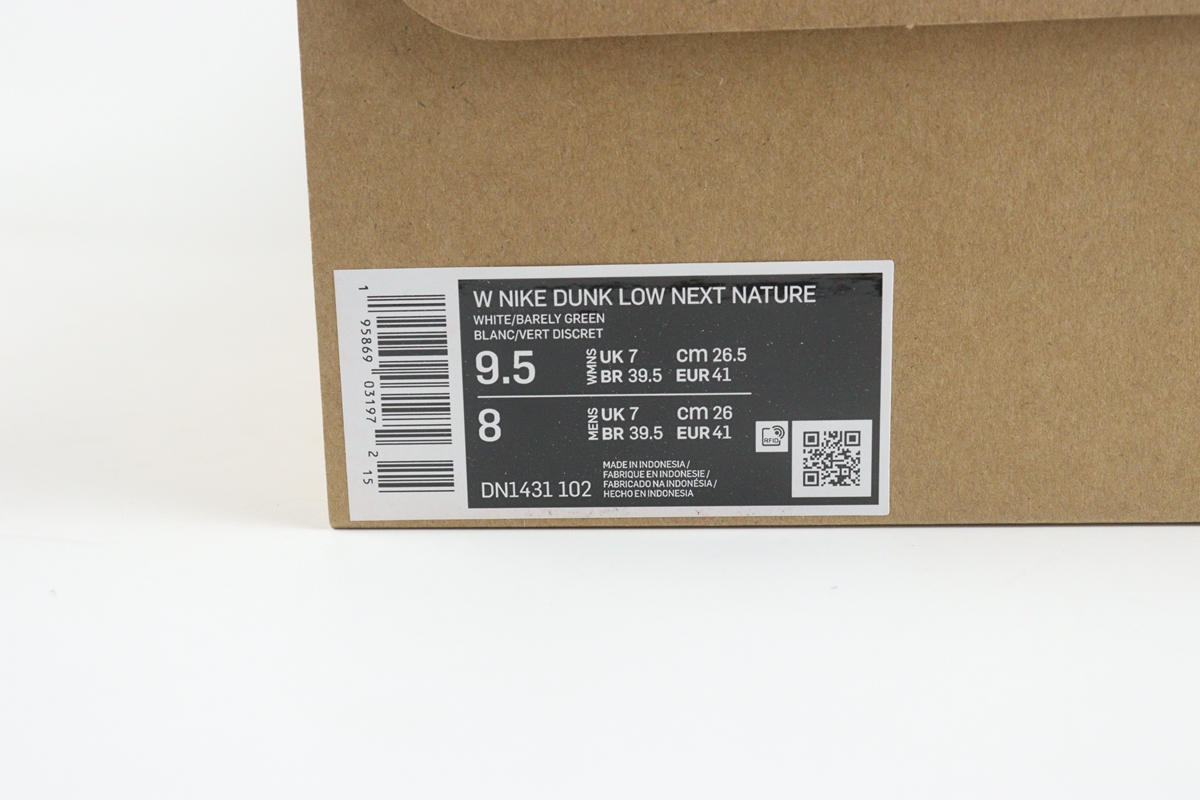 1 95869 03197 2 15
W NIKE DUNK LOW NEXT NATURE
WHITE/BARELY GREEN
BLANC/VERT DISCRET
9.5 WMNS UK 7 cm 26.5
BR 39.5 EUR 41
8 MENS UK 7 cm 26
BR 39.5 EUR 41
RFID
DN1431 102
MADE IN INDONESIA /
FABRIQUE EN INDONESIE /
FABRICADO NA INDONÉSIA /
HECHO EN INDONESIA